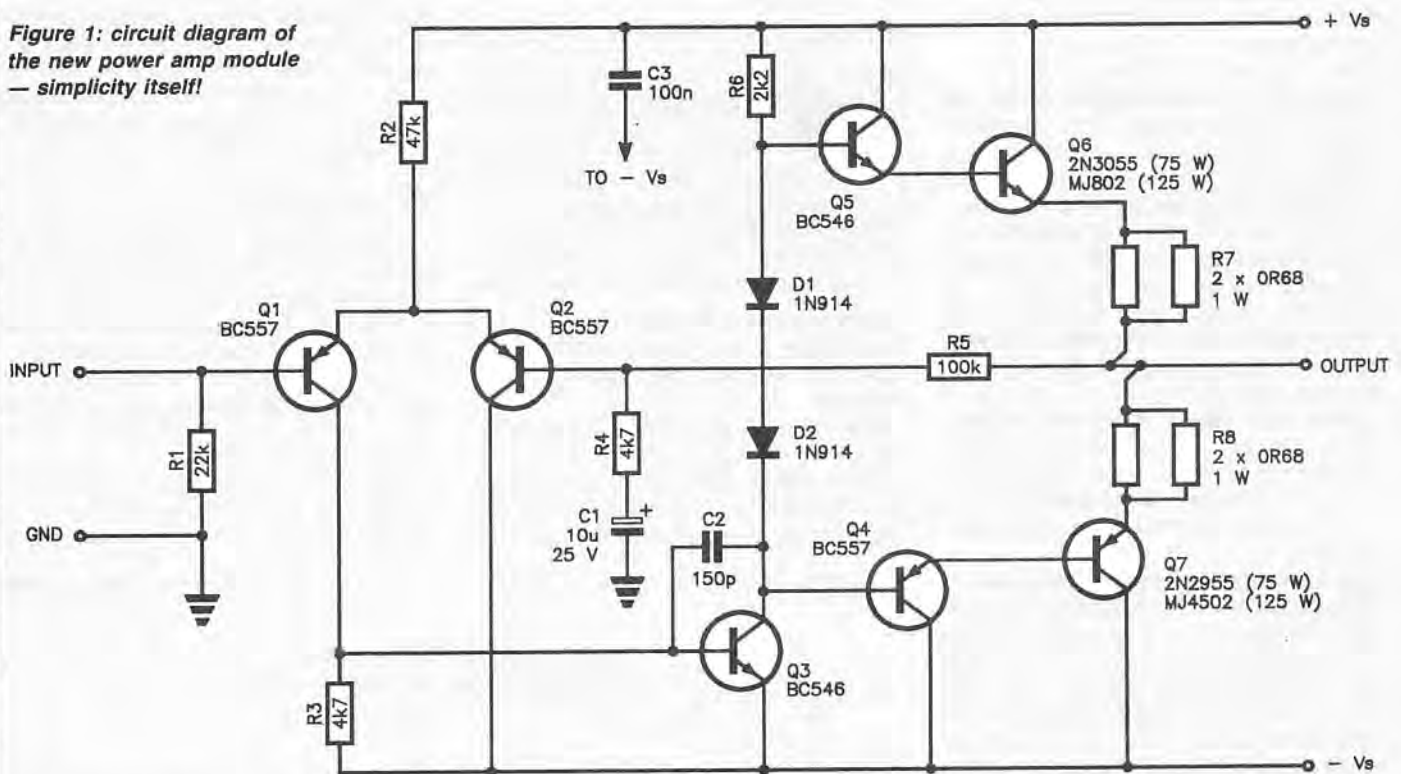 Figure 1: circuit diagram of
the new power amp module
— simplicity itself!
+ Vs
C3
100n
TO - Vs
R6
2k2
R2
47k
Q5
BC546
Q6
2N3055 (75 W)
MJ802 (125 W)
R7
2 x 0R68
1 W
D1
1N914
Q1
BC557
Q2
BC557
INPUT
R5
100k
OUTPUT
R1
22k
R4
4k7
D2
1N914
R8
2 x 0R68
1 W
GND
C1
10u
25 V
+
C2
150p
Q4
BC557
Q7
2N2955 (75 W)
MJ4502 (125 W)
Q3
BC546
R3
4k7
- Vs